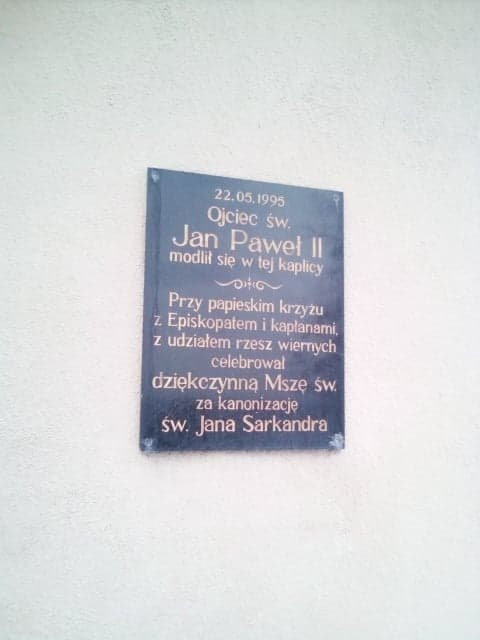 22.05.1995
Ojciec św.
Jan Paweł II
modlił się w tej kaplicy
Przy papieskim krzyżu
z Episkopatem i kapłanami,
z udziałem rzesz wiernych
celebrował
dziękczynną Mszę św.
za kanonizację
św. Jana Sarkandra